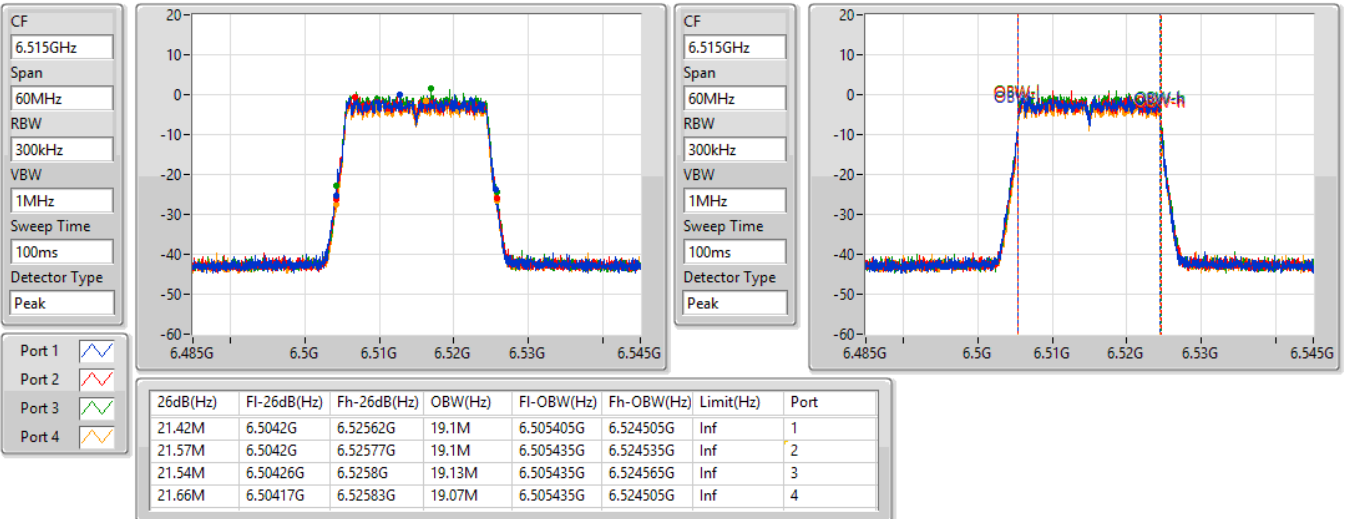 CF
6.515GHz
Span
60MHz
RBW
300kHz
VBW
1MHz
Sweep Time
100ms
Detector Type
Peak
Port 1
Port 2
Port 3
Port 4
20
10
0
-10
-20
-30
-40
-50
-60
6.485G 6.5G 6.51G 6.52G 6.53G 6.545G
CF
6.515GHz
Span
60MHz
RBW
300kHz
VBW
1MHz
Sweep Time
100ms
Detector Type
Peak
20
10
0
-10
-20
-30
-40
-50
-60
OBW-l OBW-h
6.485G 6.5G 6.51G 6.52G 6.53G 6.545G
26dB(Hz) Fl-26dB(Hz) Fh-26dB(Hz) OBW(Hz) Fl-OBW(Hz) Fh-OBW(Hz) Limit(Hz) Port
21.42M 6.5042G 6.52562G 19.1M 6.505405G 6.524505G Inf 1
21.57M 6.5042G 6.52577G 19.1M 6.505435G 6.524535G Inf 2
21.54M 6.50426G 6.5258G 19.13M 6.505435G 6.524565G Inf 3
21.66M 6.50417G 6.52583G 19.07M 6.505435G 6.524505G Inf 4